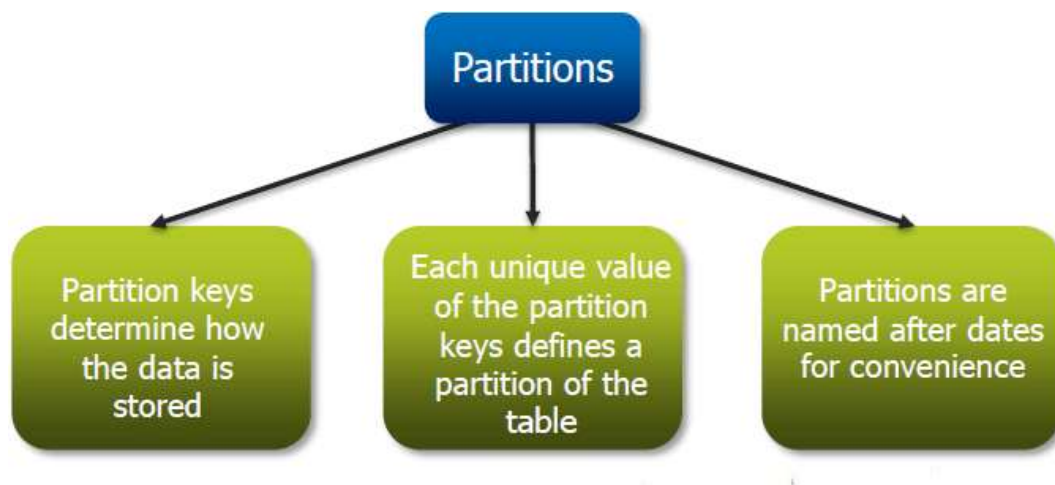 Partitions
Partition keys
determine how
the data is
stored
Each unique value
of the partition
keys defines a
partition of the
table
Partitions are
named after dates
for convenience